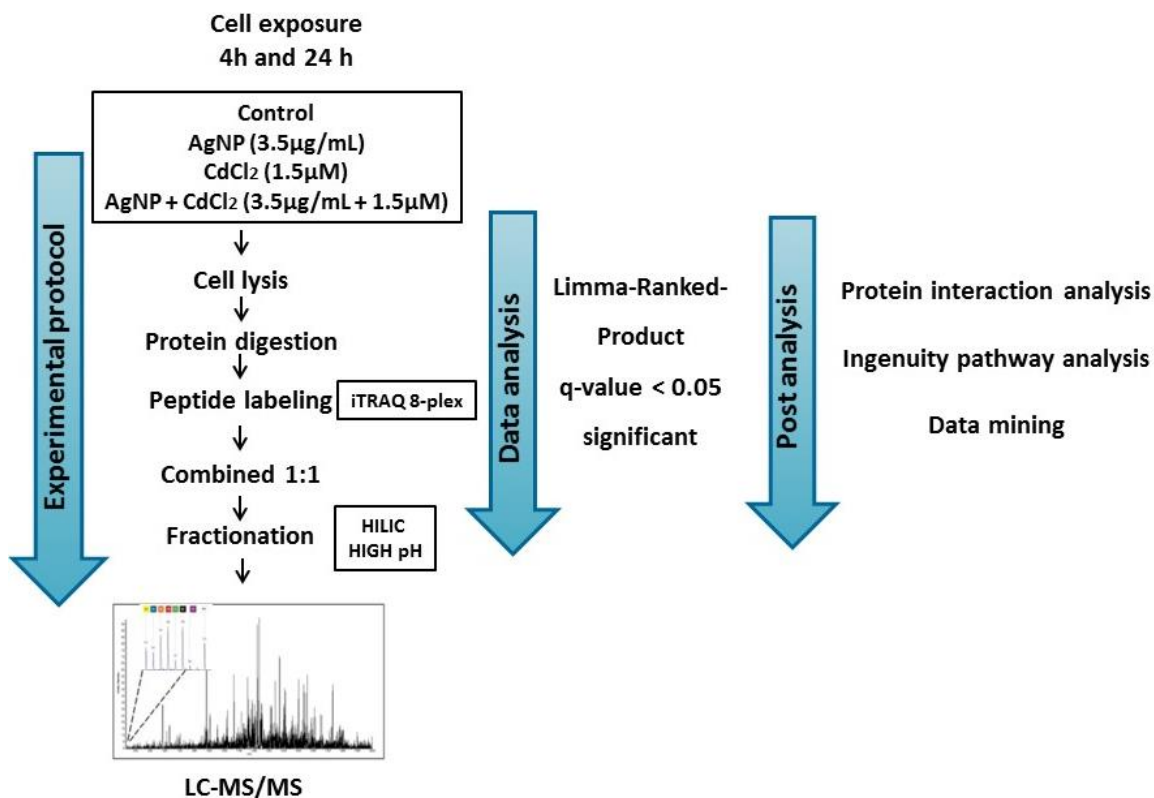 Cell exposure
4h and 24 h
Control
AgNP (3.5µg/mL)
CdCl₂ (1.5µM)
AgNP + CdCl₂ (3.5µg/mL + 1.5µM)
Experimental protocol
Cell lysis
Protein digestion
Peptide labeling
iTRAQ 8-plex
Combined 1:1
Fractionation
HILIC
HIGH pH
LC-MS/MS
Data analysis
Limma-Ranked-
Product
q-value < 0.05
significant
Post analysis
Protein interaction analysis
Ingenuity pathway analysis
Data mining